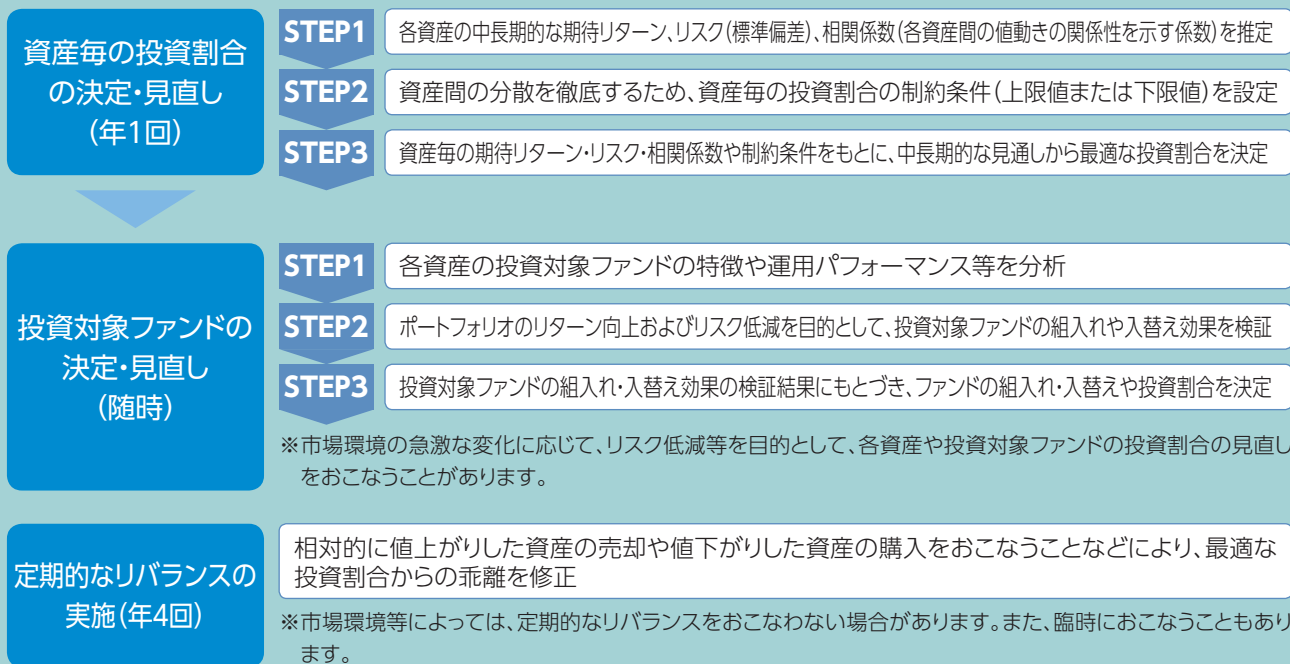 資産毎の投資割合
の決定・見直し
(年1回)
STEP1
各資産の中長期的な期待リターン、リスク(標準偏差)、相関係数(各資産間の値動きの関係性を示す係数)を推定
STEP2
資産間の分散を徹底するため、資産毎の投資割合の制約条件(上限値または下限値)を設定
STEP3
資産毎の期待リターン・リスク・相関係数や制約条件をもとに、中長期的な見通しから最適な投資割合を決定
投資対象ファンドの
決定・見直し
(随時)
STEP1
各資産の投資対象ファンドの特徴や運用パフォーマンス等を分析
STEP2
ポートフォリオのリターン向上およびリスク低減を目的として、投資対象ファンドの組入れや入替え効果を検証
STEP3
投資対象ファンドの組入れ・入替え効果の検証結果にもとづき、ファンドの組入れ・入替えや投資割合を決定
※市場環境の急激な変化に応じて、リスク低減等を目的として、各資産や投資対象ファンドの投資割合の見直し
をおこなうことがあります。
定期的なリバランスの
実施(年4回)
相対的に値上がりした資産の売却や値下がりした資産の購入をおこなうことなどにより、最適な
投資割合からの乖離を修正
※市場環境等によっては、定期的なリバランスをおこなわない場合があります。また、臨時におこなうこともあり
ます。